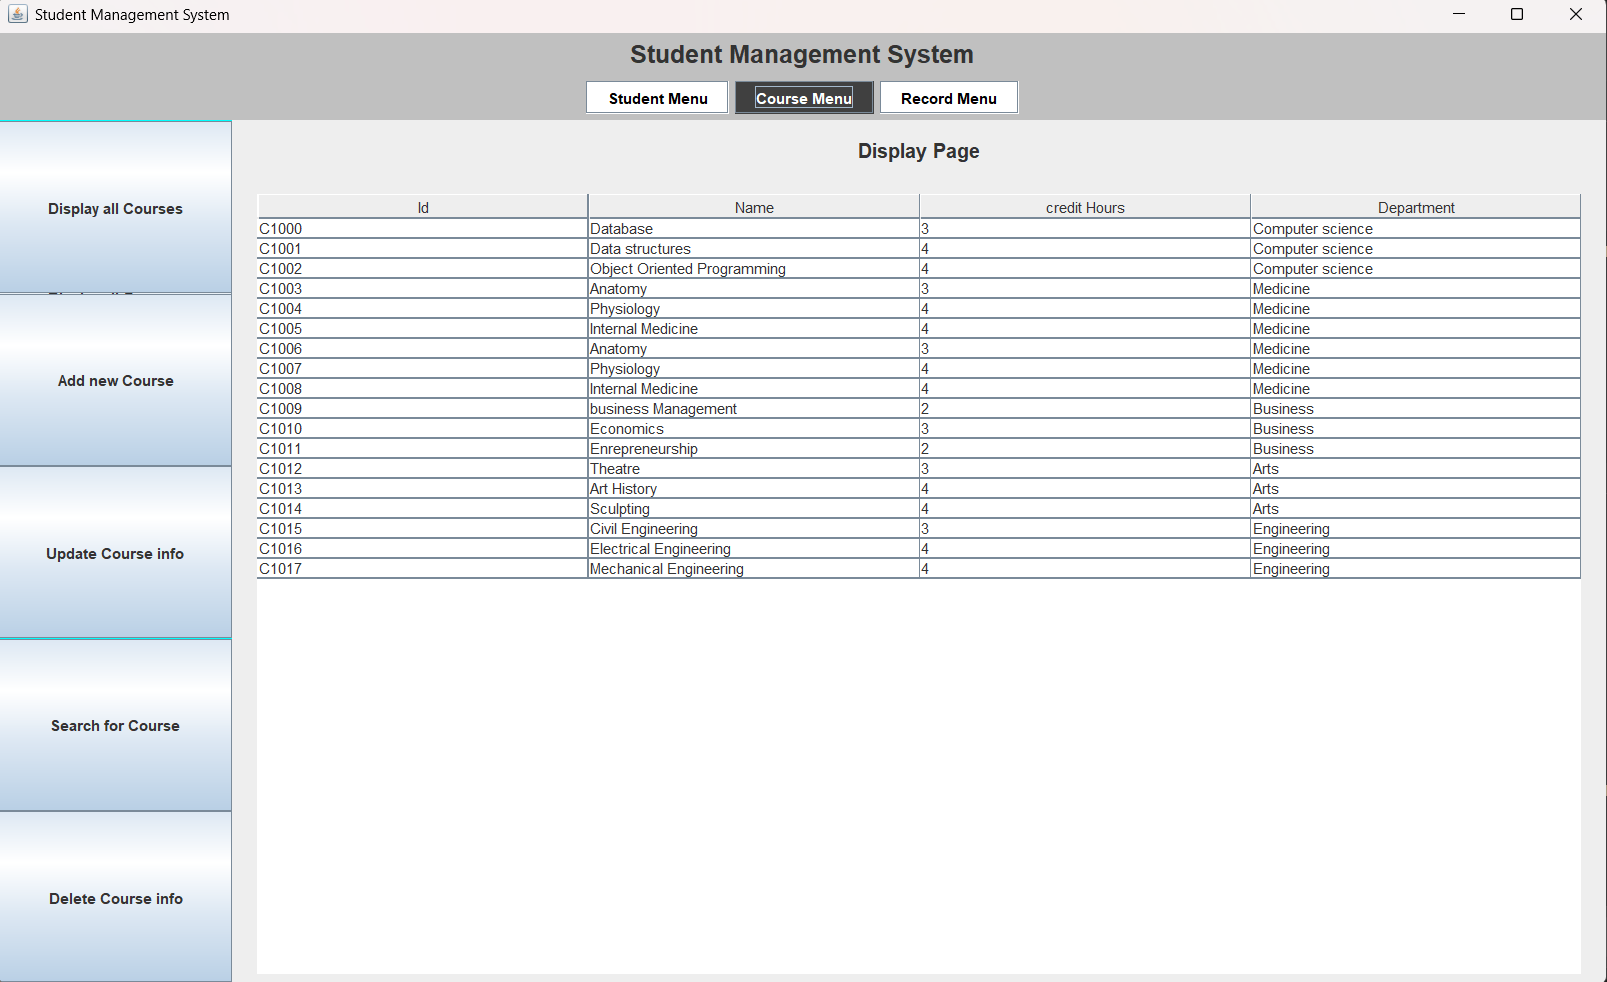 Student Management System
Student Management System
Student Menu Course Menu Record Menu
Display all Courses
Add new Course
Update Course info
Search for Course
Delete Course info
Display Page
Id Name credit Hours Department
C1000 Database 3 Computer science
C1001 Data structures 4 Computer science
C1002 Object Oriented Programming 4 Computer science
C1003 Anatomy 3 Medicine
C1004 Physiology 4 Medicine
C1005 Internal Medicine 4 Medicine
C1006 Anatomy 3 Medicine
C1007 Physiology 4 Medicine
C1008 Internal Medicine 4 Medicine
C1009 business Management 2 Business
C1010 Economics 3 Business
C1011 Enrepreneurship 2 Business
C1012 Theatre 3 Arts
C1013 Art History 4 Arts
C1014 Sculpting 4 Arts
C1015 Civil Engineering 3 Engineering
C1016 Electrical Engineering 4 Engineering
C1017 Mechanical Engineering 4 Engineering